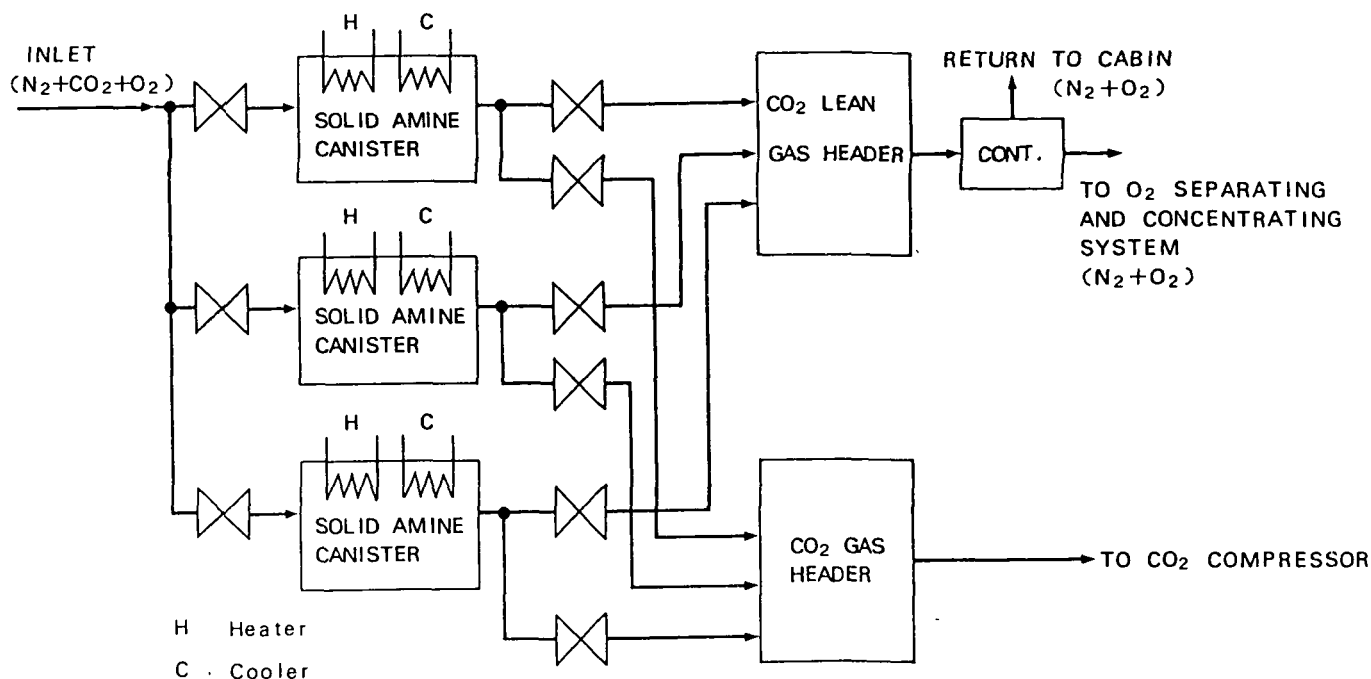 INLET
(N₂+CO₂+O₂)
H C
SOLID AMINE
CANISTER
H C
SOLID AMINE
CANISTER
H C
SOLID AMINE
CANISTER
CO₂ LEAN
GAS HEADER
RETURN TO CABIN
(N₂+O₂)
CONT.
TO O₂ SEPARATING
AND CONCENTRATING
SYSTEM
(N₂+O₂)
CO₂ GAS
HEADER
TO CO₂ COMPRESSOR
H Heater
C . Cooler